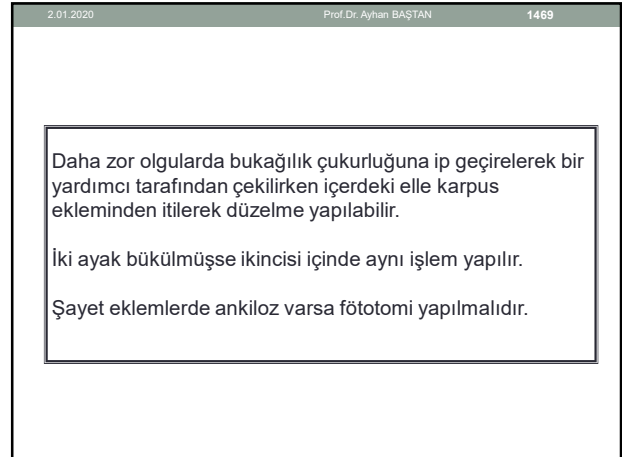 2.01.2020 Prof.Dr. Ayhan BAŞTAN 1469
Daha zor olgularda bukağılık çukurluğuna ip geçirelerek bir
yardımcı tarafından çekilirken içerdeki elle karpus
ekleminden itilerek düzelme yapılabilir.
İki ayak bükülmüşse ikincisi içinde aynı işlem yapılır.
Şayet eklemlerde ankiloz varsa fötotomi yapılmalıdır.